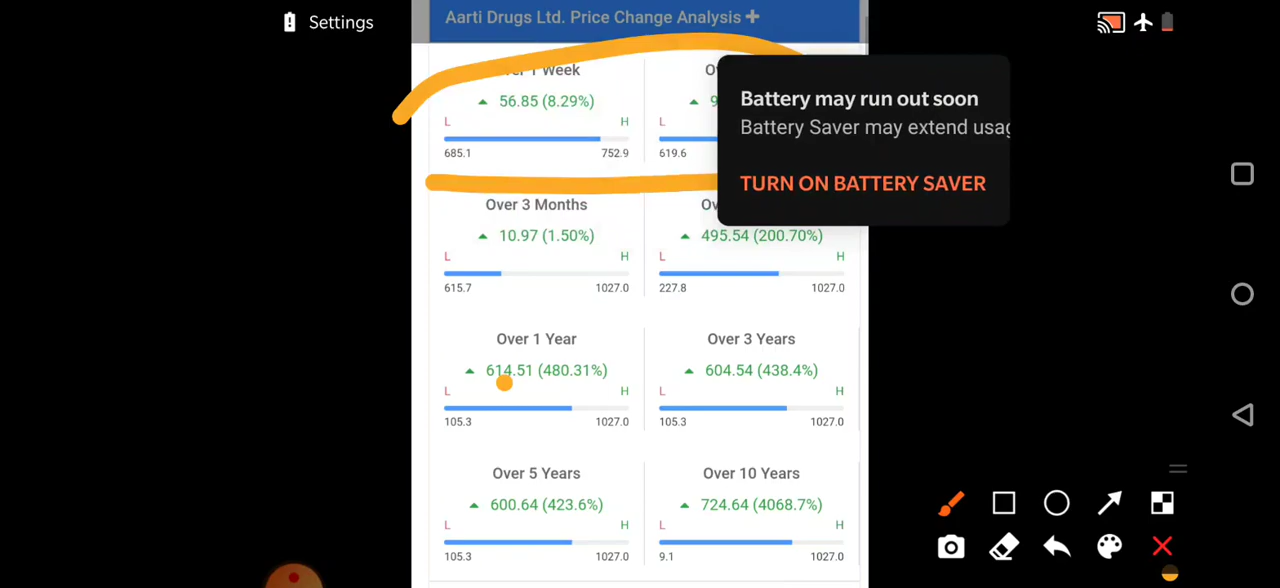 Settings
Aarti Drugs Ltd. Price Change Analysis +
Week
56.85 (8.29%)
L H L
685.1 752.9 619.6
Battery may run out soon
Battery Saver may extend
TURN ON BATTERY SAVER
Over 3 Months
10.97 (1.50%) 495.54 (200.70%)
L H L H
615.7 1027.0 227.8 1027.0
Over 1 Year Over 3 Years
614.51 (480.31%) 604.54 (438.4%)
L H L H
105.3 1027.0 105.3 1027.0
Over 5 Years Over 10 Years
600.64 (423.6%) 724.64 (4068.7%)
L H L H
105.3 1027.0 9.1 1027.0